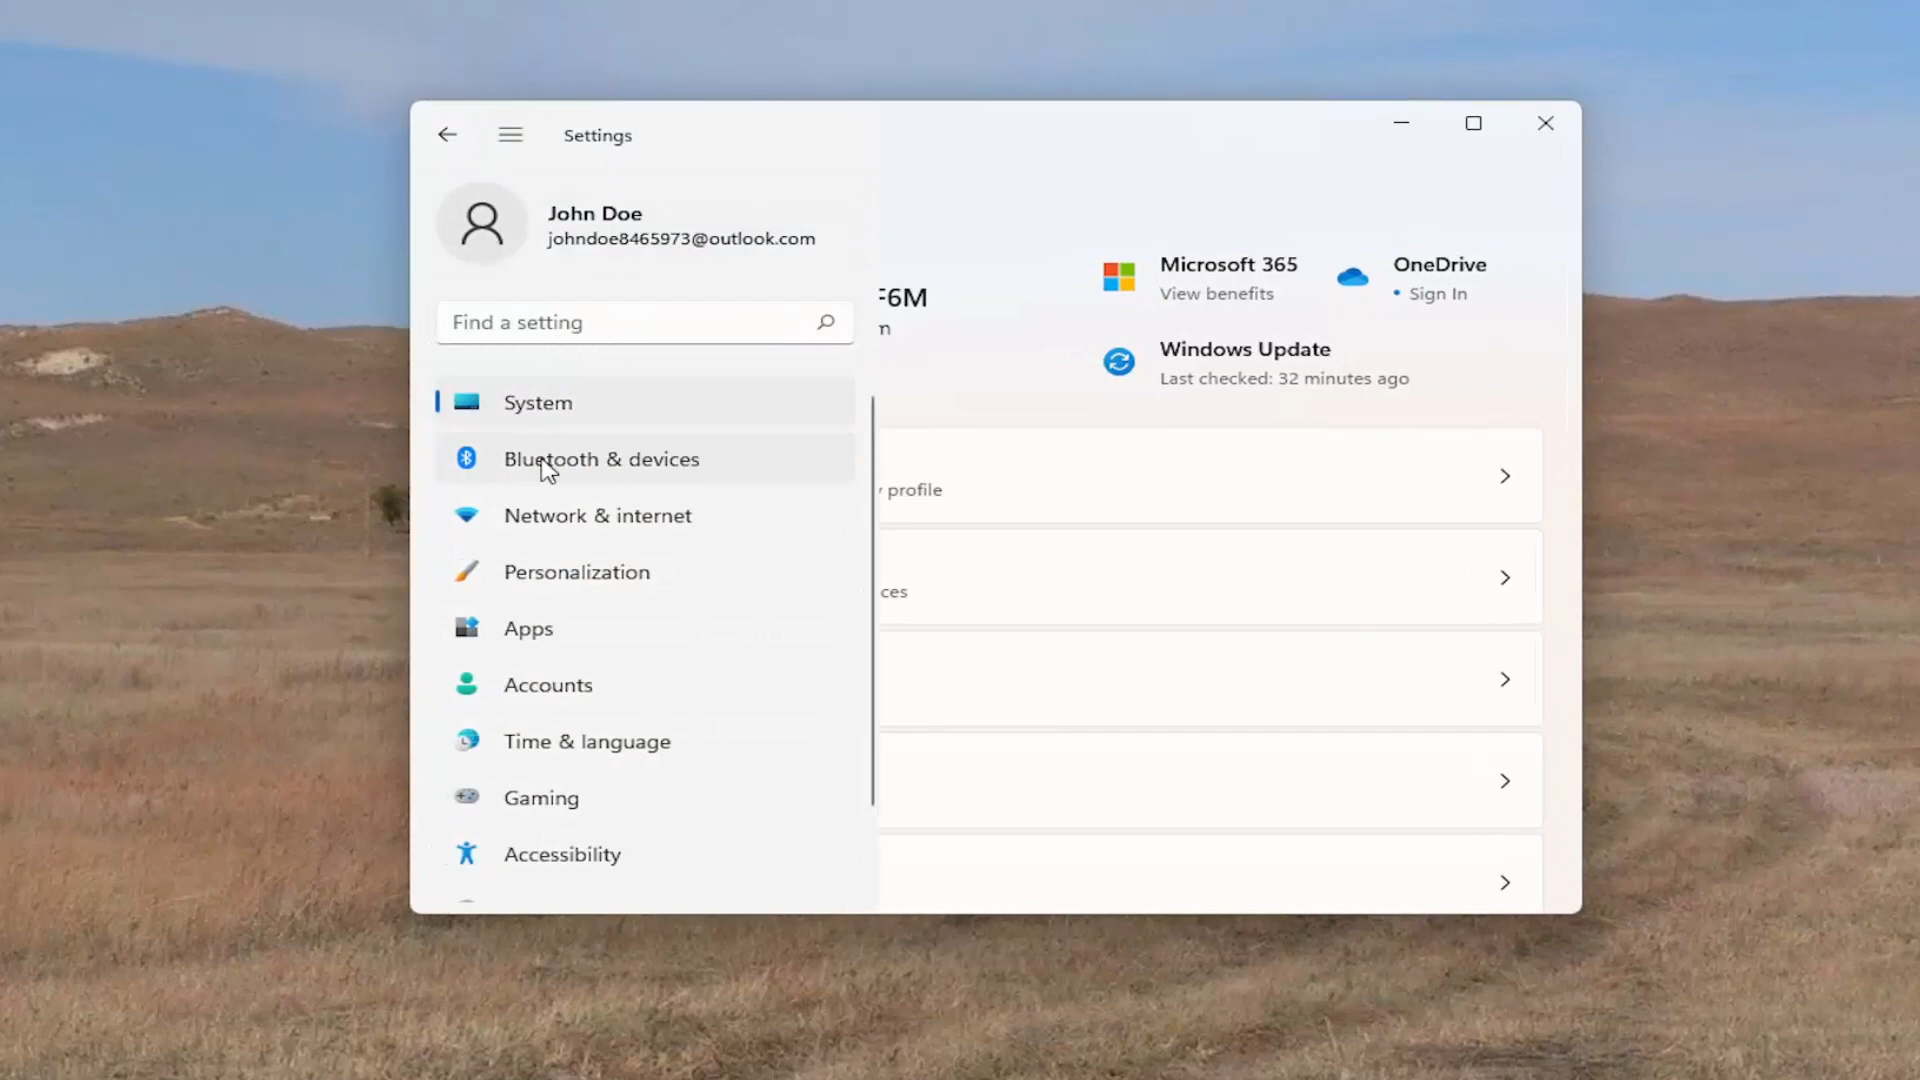 Settings
John Doe
johndoe8465973@outlook.com
Find a setting
System
Bluetooth & devices
Network & internet
Personalization
Apps
Accounts
Time & language
Gaming
Accessibility
F6M
m
Microsoft 365
View benefits
OneDrive
• Sign In
Windows Update
Last checked: 32 minutes ago
profile
ces